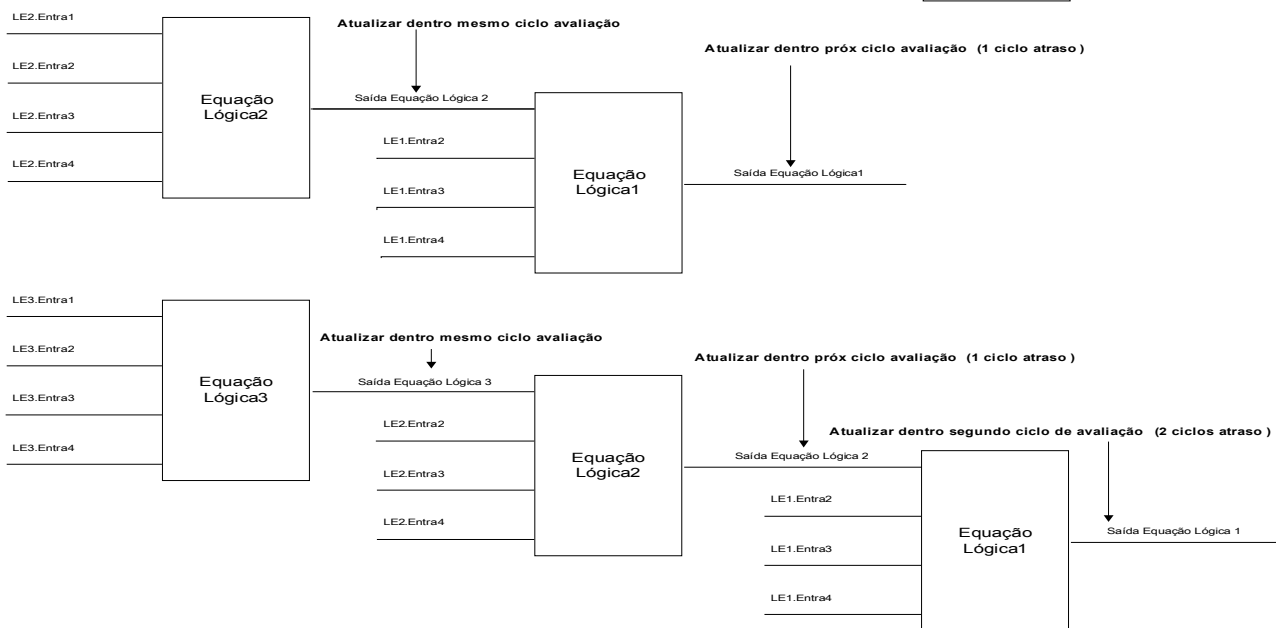 LE2.Entra1
LE2.Entra2
LE2.Entra3
LE2.Entra4
Equação
Lógica2
Atualizar dentro mesmo ciclo avaliação
Saída Equação Lógica 2
LE1.Entra2
LE1.Entra3
LE1.Entra4
Equação
Lógica1
Atualizar dentro próx ciclo avaliação (1 ciclo atraso )
Saída Equação Lógica1
LE3.Entra1
LE3.Entra2
LE3.Entra3
LE3.Entra4
Equação
Lógica3
Atualizar dentro mesmo ciclo avaliação
Saída Equação Lógica 3
LE2.Entra2
LE2.Entra3
LE2.Entra4
Equação
Lógica2
Atualizar dentro próx ciclo avaliação (1 ciclo atraso )
Saída Equação Lógica 2
LE1.Entra2
LE1.Entra3
LE1.Entra4
Equação
Lógica1
Atualizar dentro segundo ciclo de avaliação (2 ciclos atraso )
Saída Equação Lógica 1